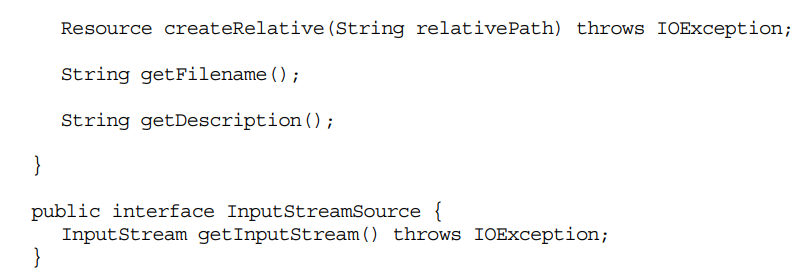 Resource createRelative(String relativePath) throws IOException;
String getFilename();
String getDescription();
}
public interface InputStreamSource {
InputStream getInputStream() throws IOException;
}